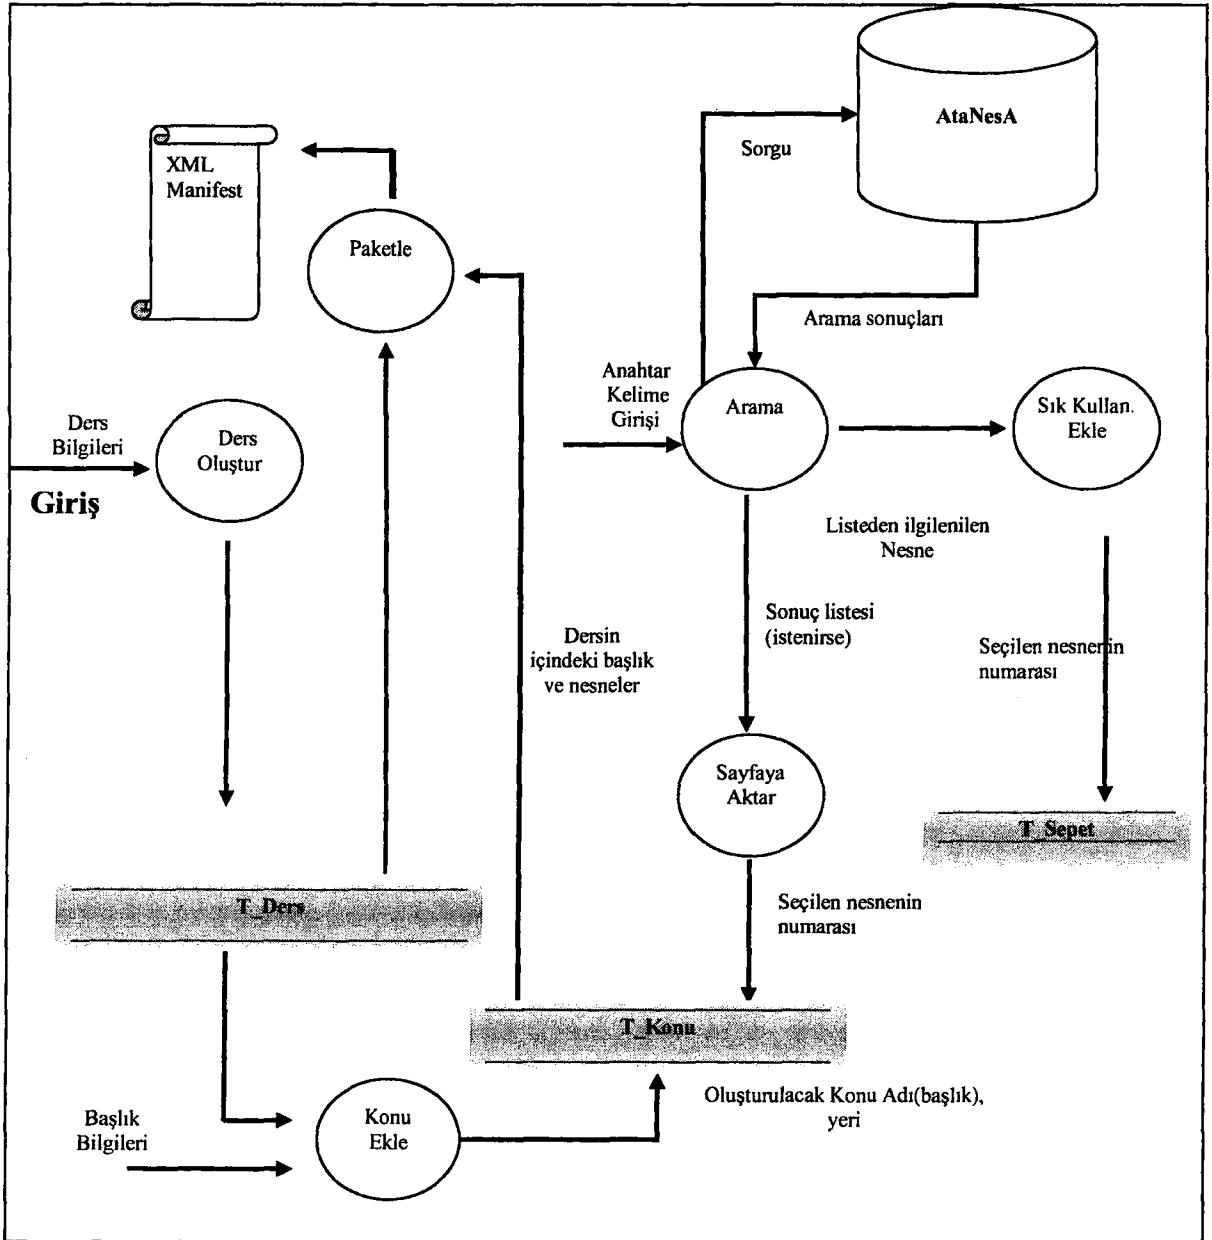 AtaNesA
Sorgu
XML
Manifest
Paketle
Arama sonuçları
Anahtar
Kelime
Girişi
Arama
Sık Kullan.
Ekle
Ders
Bilgileri
Ders
Oluştur
Giriş
Listeden ilgilenilen
Nesne
Sonuç listesi
(istenirse)
Dersin
içindeki başlık
ve nesneler
Seçilen nesnenin
numarası
Sayfaya
Aktar
T_Sepet
T_Ders
Seçilen nesnenin
numarası
T_Konu
Oluşturulacak Konu Adı(başlık),
yeri
Konu
Ekle
Başlık
Bilgileri